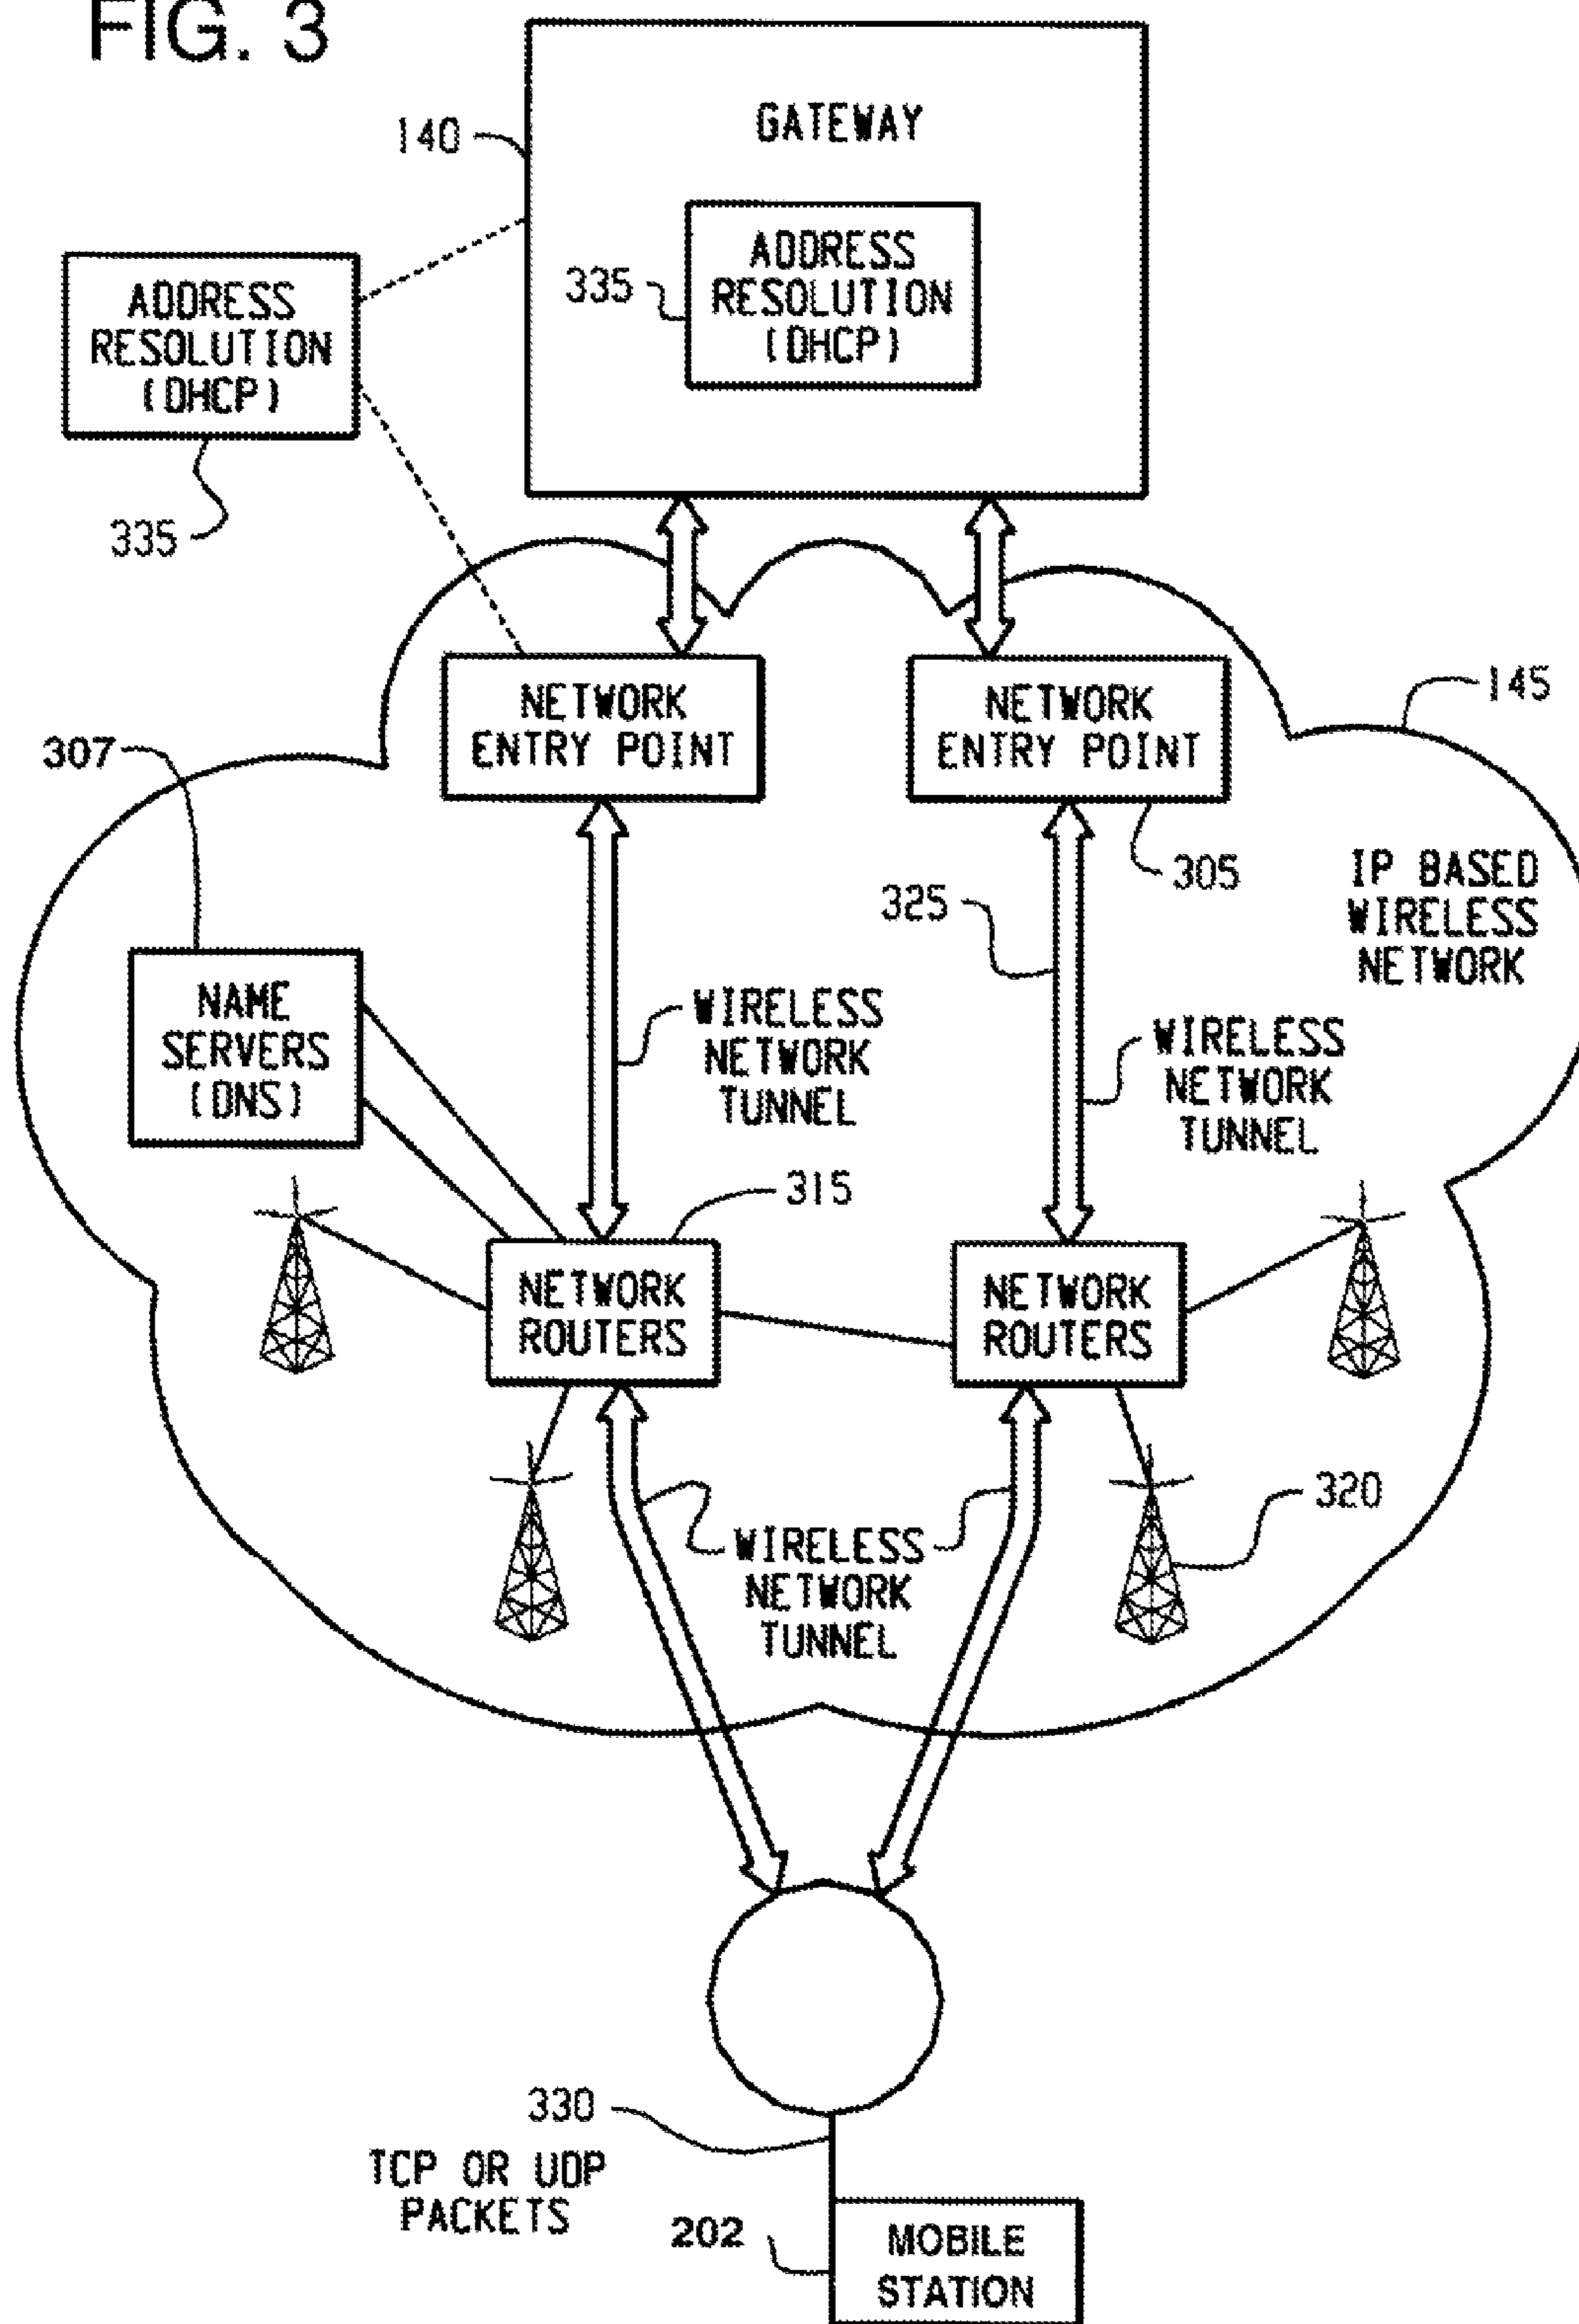 FIG. 3
GATEWAY
140
ADDRESS
RESOLUTION
(DHCP)
335
ADDRESS
RESOLUTION
(DHCP)
335
NETWORK
ENTRY POINT
NETWORK
ENTRY POINT
145
307
305
325
IP BASED
WIRELESS
NETWORK
NAME
SERVERS
(DNS)
WIRELESS
NETWORK
TUNNEL
WIRELESS
NETWORK
TUNNEL
315
NETWORK
ROUTERS
NETWORK
ROUTERS
320
WIRELESS
NETWORK
TUNNEL
330
TCP OR UDP
PACKETS
202
MOBILE
STATION